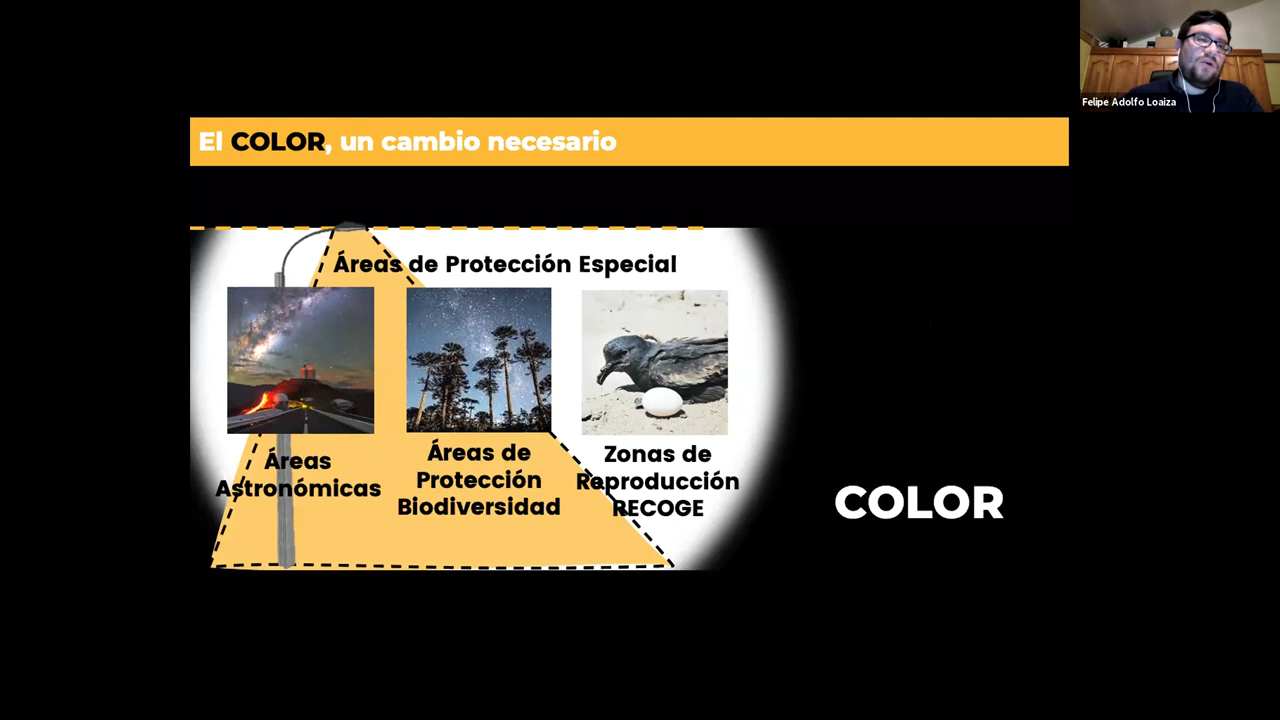 Felipe Adolfo Loaiza
El COLOR, un cambio necesario
Áreas de Protección Especial
Áreas
Astronómicas
Áreas de
Protección
Biodiversidad
Zonas de
Reproducción
RECOGE
COLOR